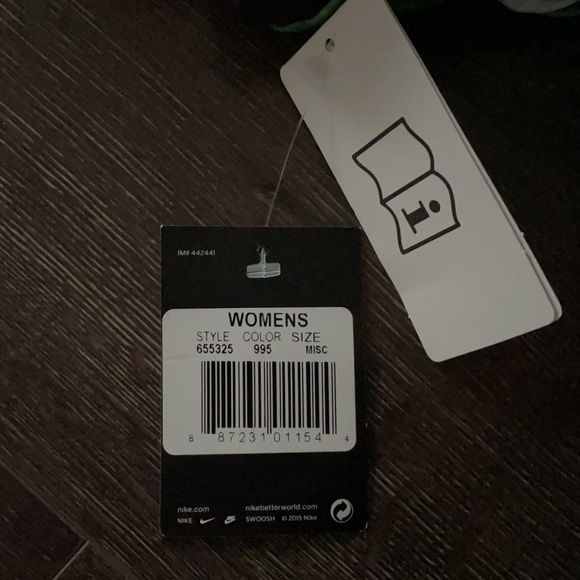 IM# 442441
WOMENS
STYLE COLOR SIZE
655325 995 MISC
8 87231 01154 4
nike.com nikebetterworld.com
NIKE SWOOSH © 2015 Nike
i